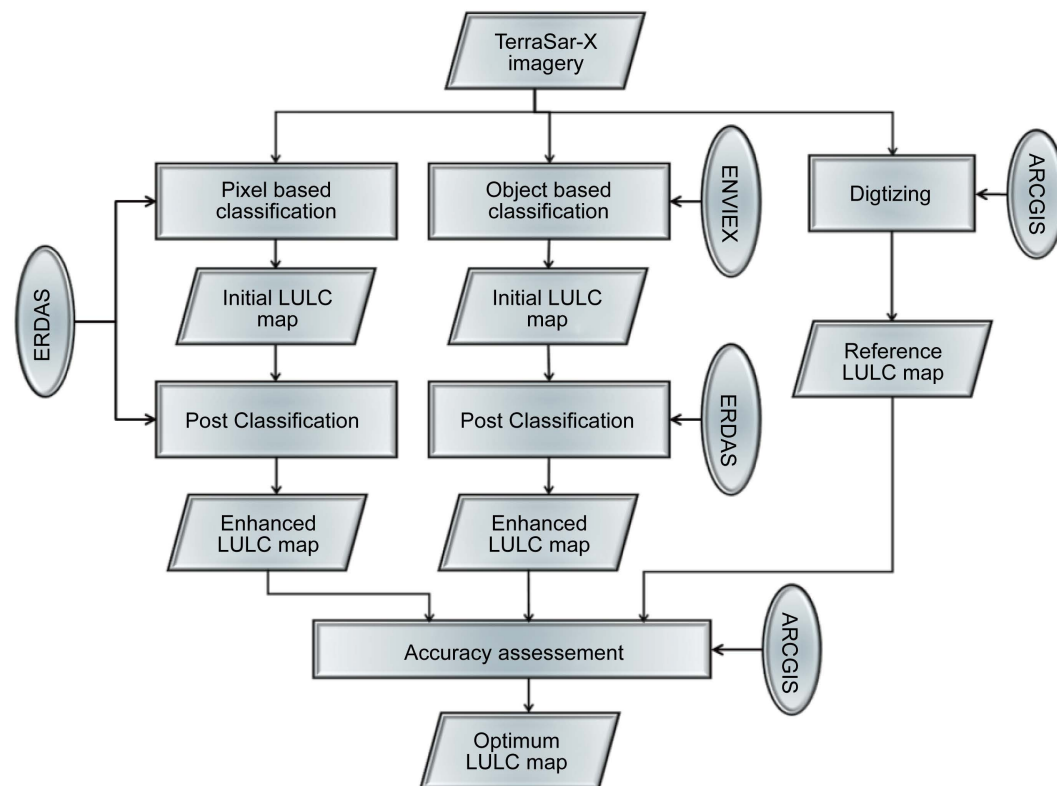 TerraSar-X
imagery
Pixel based
classification
Object based
classification
ENVIEX
Digtizing
ARCGIS
ERDAS
Initial LULC
map
Initial LULC
map
Reference
LULC map
Post Classification
Post Classification
ERDAS
Enhanced
LULC map
Enhanced
LULC map
Accuracy assessement
ARCGIS
Optimum
LULC map